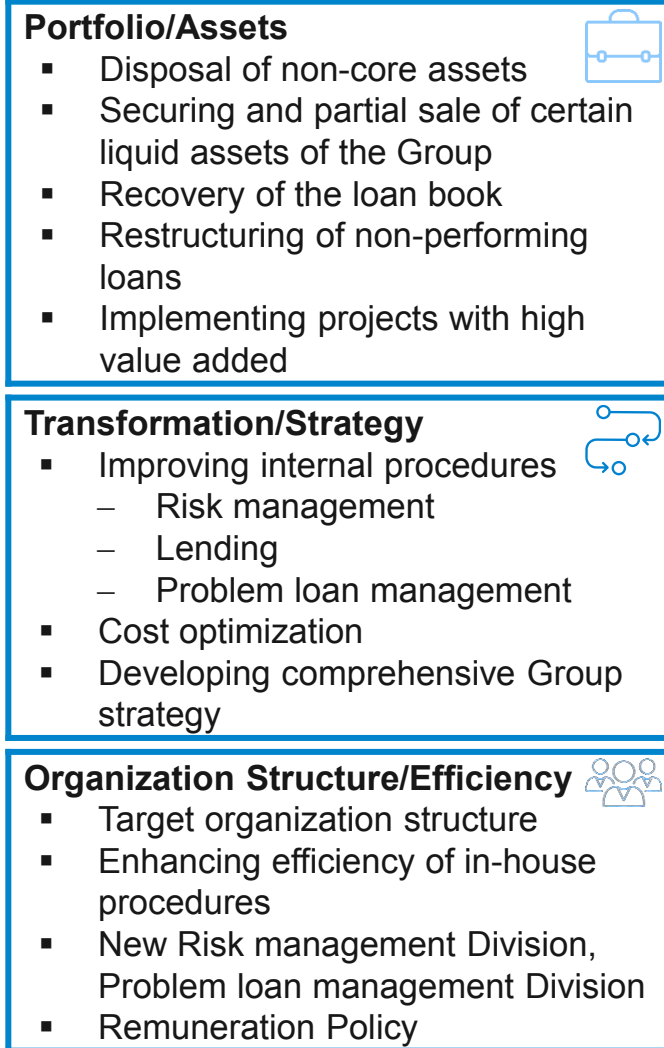 Portfolio/Assets
▪ Disposal of non-core assets
▪ Securing and partial sale of certain
liquid assets of the Group
▪ Recovery of the loan book
▪ Restructuring of non-performing
loans
▪ Implementing projects with high
value added
Transformation/Strategy
▪ Improving internal procedures
– Risk management
– Lending
– Problem loan management
▪ Cost optimization
▪ Developing comprehensive Group
strategy
Organization Structure/Efficiency
▪ Target organization structure
▪ Enhancing efficiency of in-house
procedures
▪ New Risk management Division,
Problem loan management Division
▪ Remuneration Policy